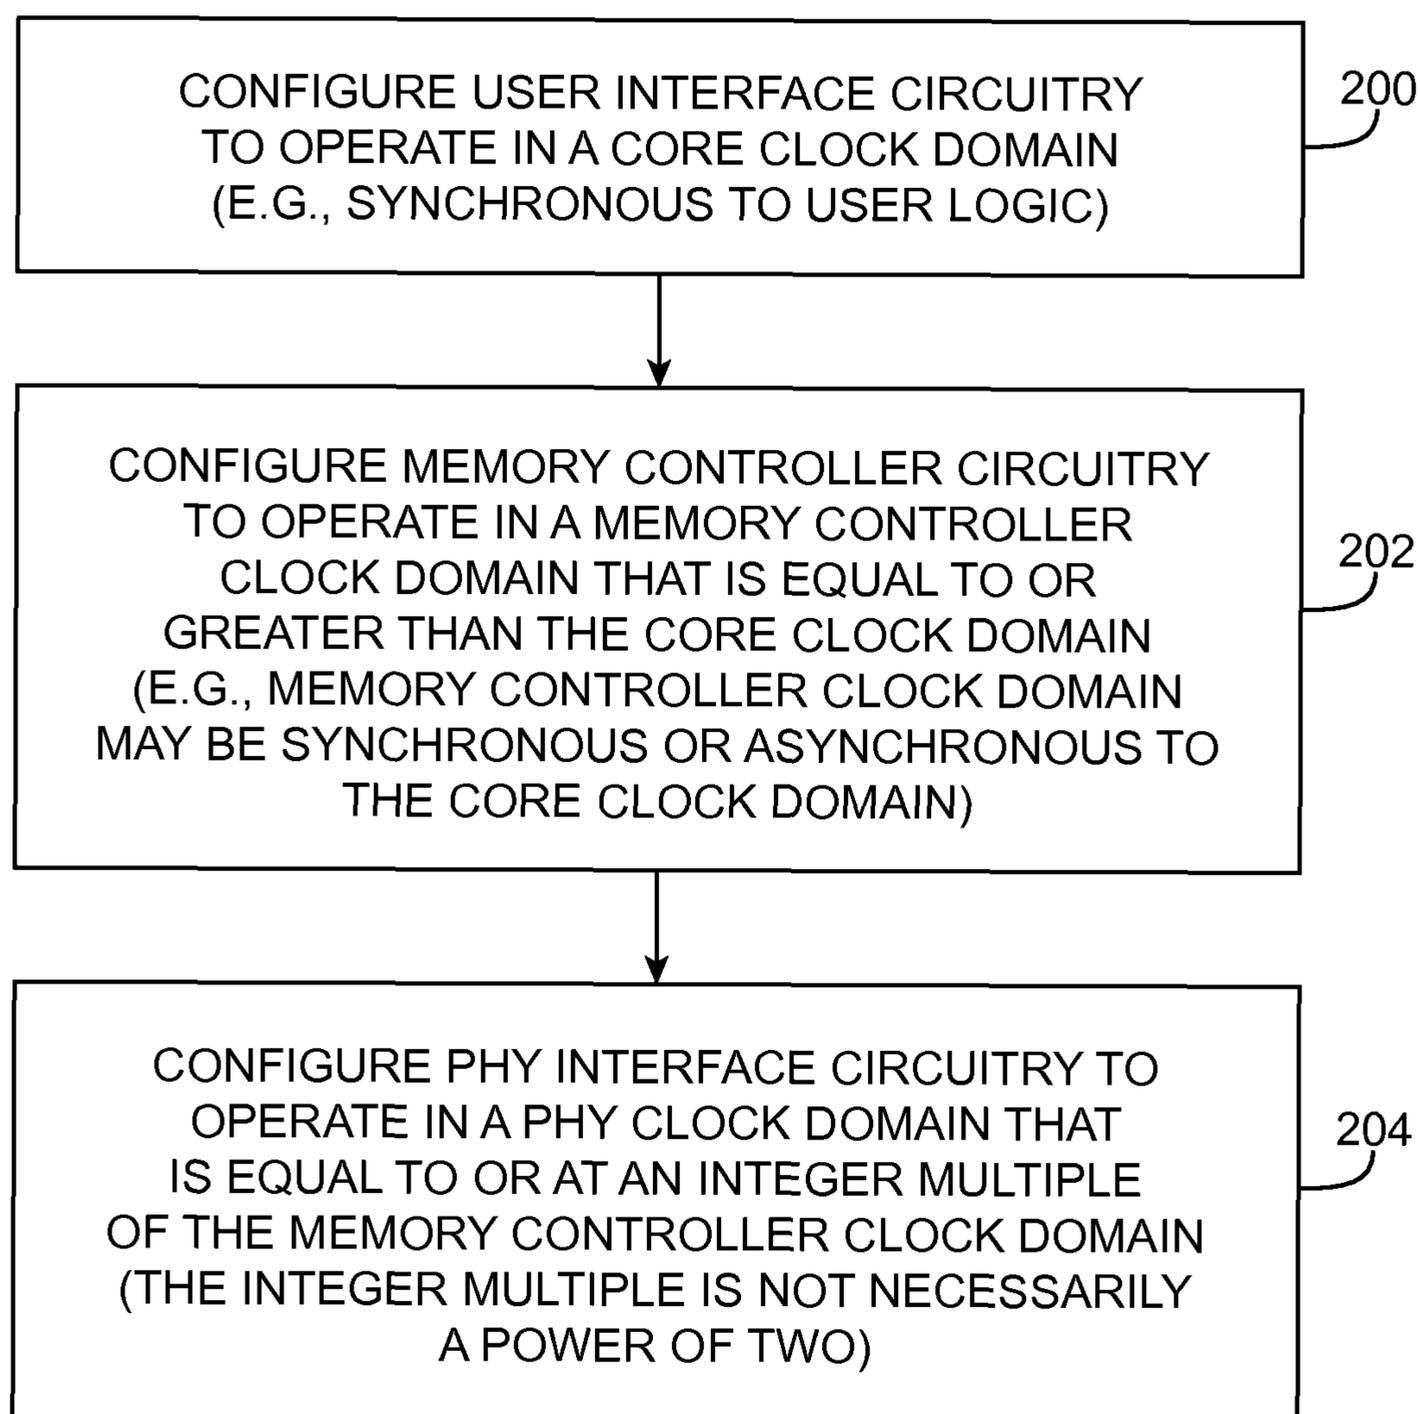 CONFIGURE USER INTERFACE CIRCUITRY
TO OPERATE IN A CORE CLOCK DOMAIN
(E.G., SYNCHRONOUS TO USER LOGIC)
200
CONFIGURE MEMORY CONTROLLER CIRCUITRY
TO OPERATE IN A MEMORY CONTROLLER
CLOCK DOMAIN THAT IS EQUAL TO OR
GREATER THAN THE CORE CLOCK DOMAIN
(E.G., MEMORY CONTROLLER CLOCK DOMAIN
MAY BE SYNCHRONOUS OR ASYNCHRONOUS TO
THE CORE CLOCK DOMAIN)
202
CONFIGURE PHY INTERFACE CIRCUITRY TO
OPERATE IN A PHY CLOCK DOMAIN THAT
IS EQUAL TO OR AT AN INTEGER MULTIPLE
OF THE MEMORY CONTROLLER CLOCK DOMAIN
(THE INTEGER MULTIPLE IS NOT NECESSARILY
A POWER OF TWO)
204